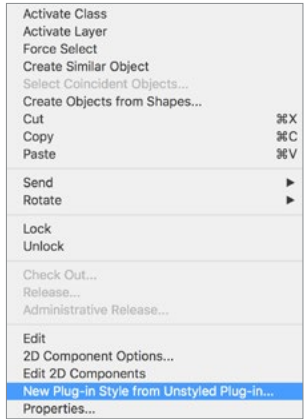 Activate Class
Activate Layer
Force Select
Create Similar Object
Select Coincident Objects...
Create Objects from Shapes...
Cut ⌘X
Copy ⌘C
Paste ⌘V
Send ▶
Rotate ▶
Lock
Unlock
Check Out...
Release...
Administrative Release...
Edit
2D Component Options...
Edit 2D Components
New Plug-in Style from Unstyled Plug-in...
Properties...